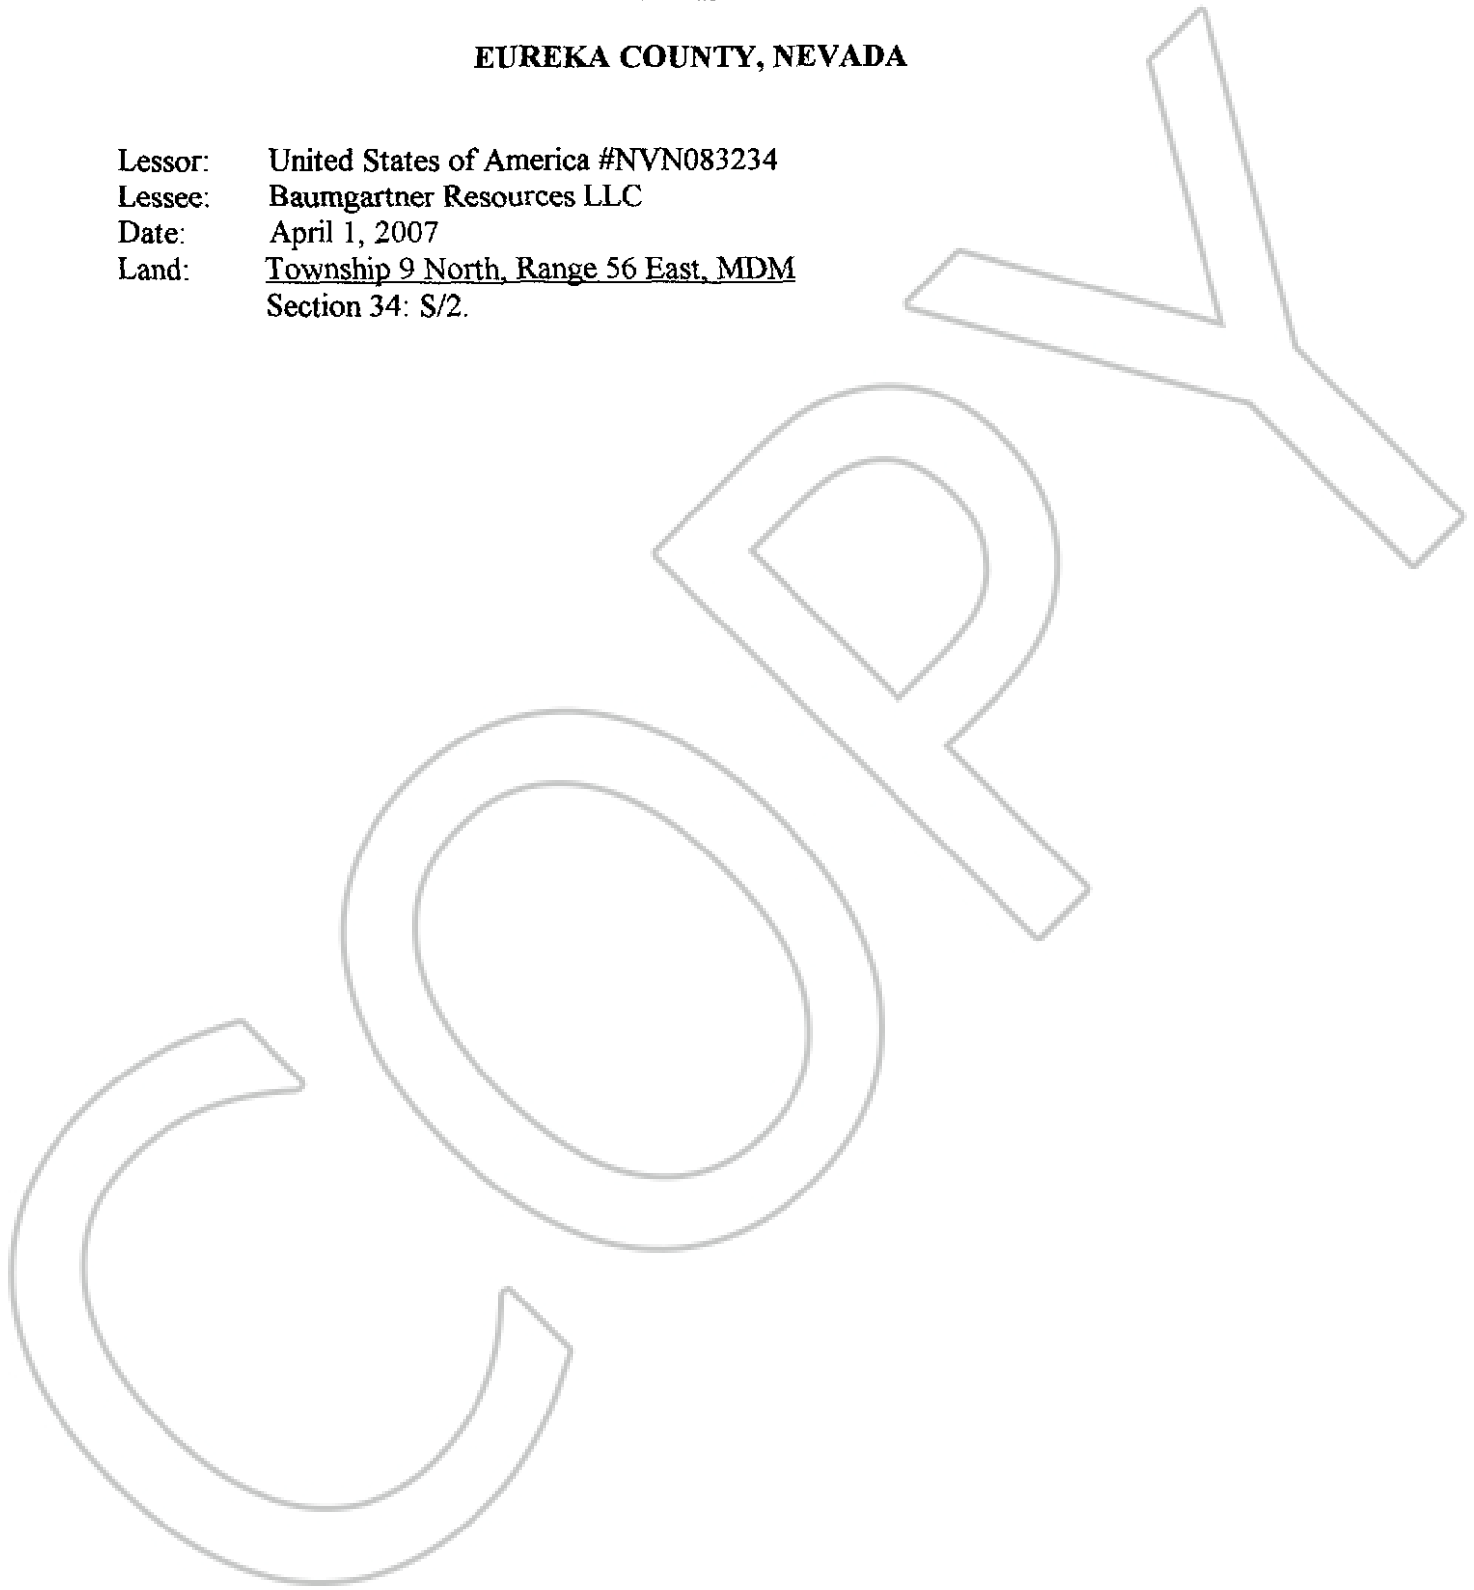 EUREKA COUNTY, NEVADA
Lessor: United States of America #NVN083234
Lessee: Baumgartner Resources LLC
Date: April 1, 2007
Land: Township 9 North, Range 56 East, MDM
Section 34: S/2.
COPY